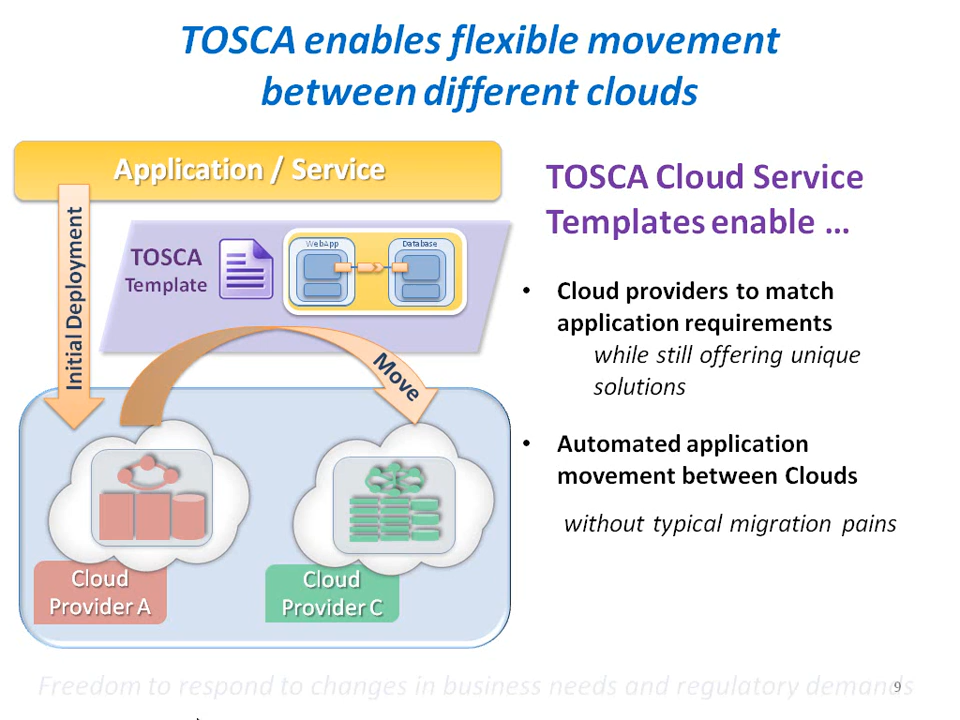 TOSCA enables flexible movement
between different clouds
Application / Service
Initial Deployment
TOSCA
Template
WebApp
Database
Move
Cloud
Provider A
Cloud
Provider C
TOSCA Cloud Service
Templates enable ...
• Cloud providers to match
application requirements
while still offering unique
solutions
• Automated application
movement between Clouds
without typical migration pains
Freedom to respond to changes in business needs and regulatory demands
9